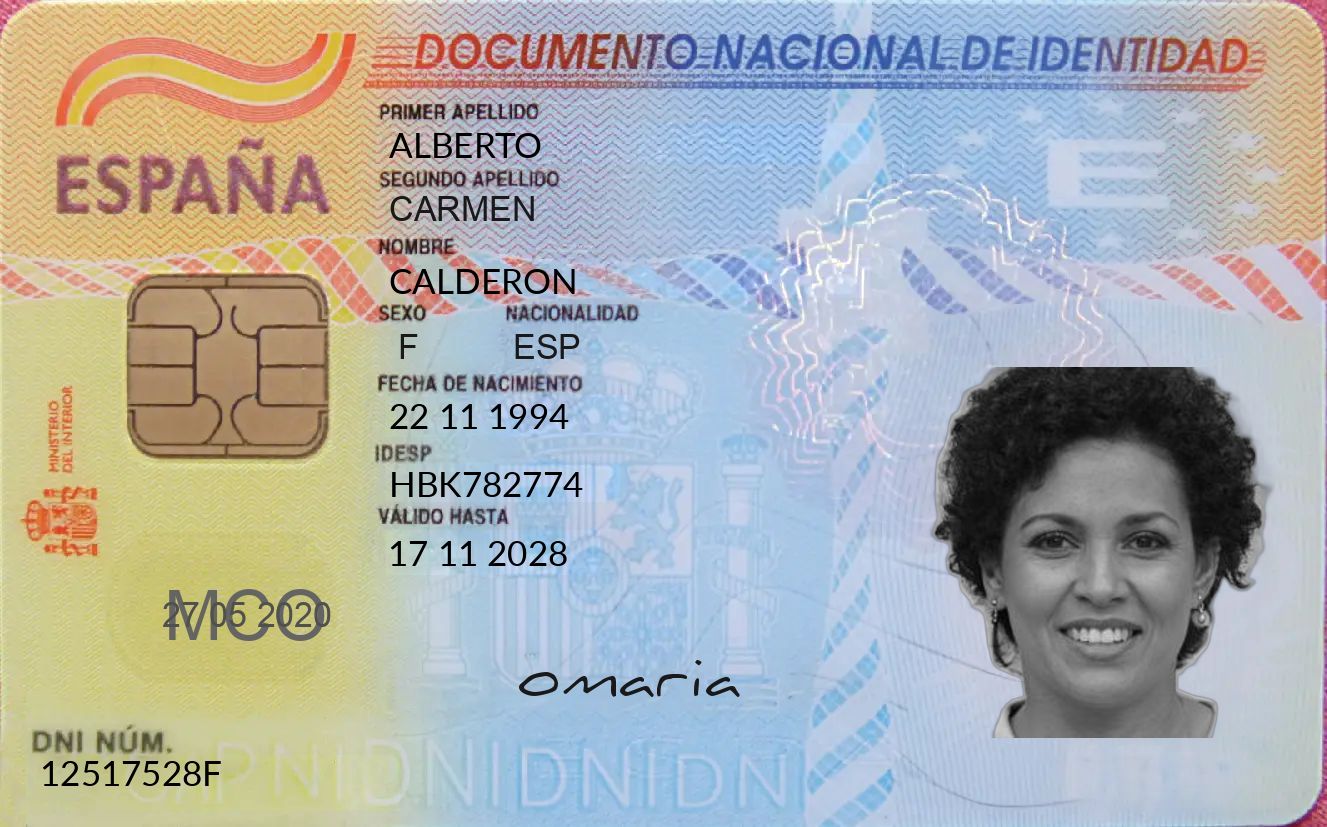 DOCUMENTO NACIONAL DE IDENTIDAD
ESPAÑA
PRIMER APELLIDO
ALBERTO
SEGUNDO APELLIDO
CARMEN
NOMBRE
CALDERON
SEXO NACIONALIDAD
F ESP
FECHA DE NACIMIENTO
22 11 1994
IDESP
HBK782774
VÁLIDO HASTA
17 11 2028
MINISTERIO
DEL INTERIOR
E
27 05 2020
MCO
omaria
DNI NÚM.
12517528F
DNIDNIDNIDNI